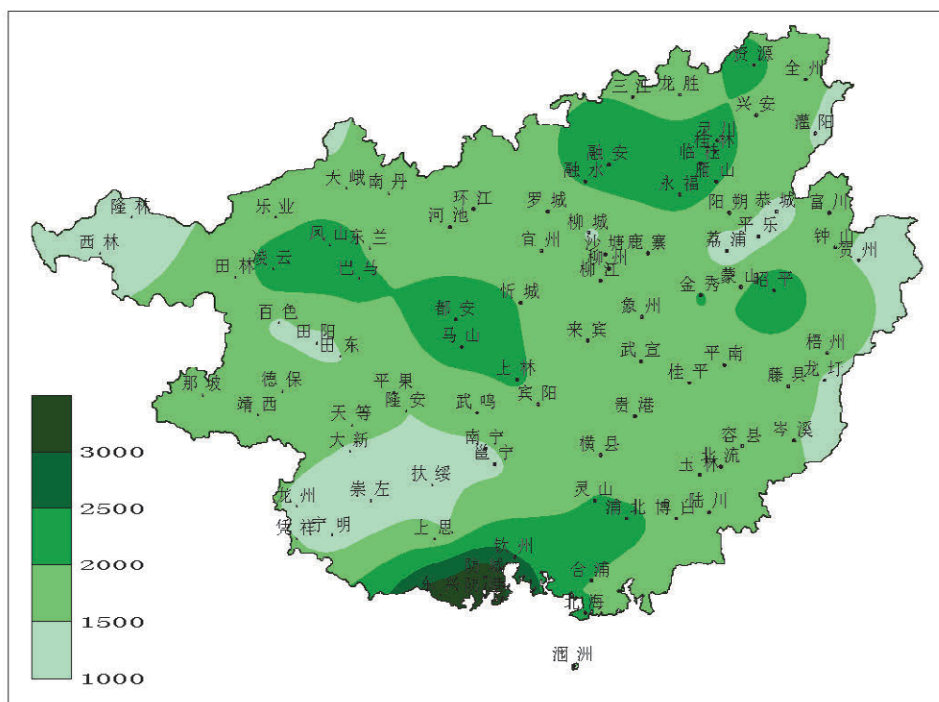 资源
全州
三江 龙胜
兴安
灌阳
灵川
桂林
融安 临桂
融水 雁山
大峨 南丹 永福
隆林 乐业 环江 罗城 阳朔 恭城 富川
河池 柳城 平乐
西林 凤山 东兰 宜州 沙塘 鹿寨 荔浦 钟山 贺州
柳州
田林 凌云 巴马 柳江
金秀 蒙山 昭平
忻城
百色 都安 象州
田阳 马山 来宾 梧州
田东 武宣 平南 龙圩
那坡 德保 平果 上林 桂平 藤县
靖西 隆安 武鸣 宾阳 贵港
天等
大新 南宁 横县 容县 岑溪
邕宁 玉林 北流
扶绥
龙州 崇左 灵山 浦北 博白 陆川
凭祥 宁明 上思
钦州
合浦
北海
涠洲
3000
2500
2000
1500
1000